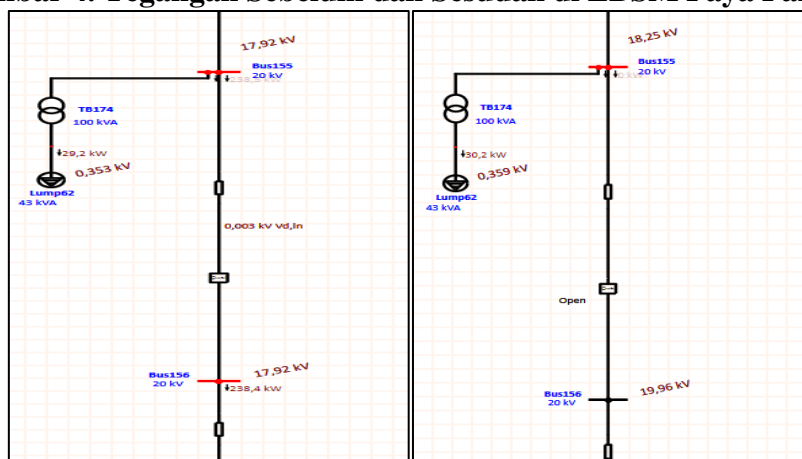 17,92 kV
Bus155
20 kV
TB174
100 kVA
29,2 kW
0,353 kV
Lump62
43 kVA
0,003 kV Vd,ln
Bus156
20 kV
17,92 kV
238,4 kW
18,25 kV
Bus155
20 kV
TB174
100 kVA
30,2 kW
0,359 kV
Lump62
43 kVA
Open
Bus156
20 kV
19,96 kV